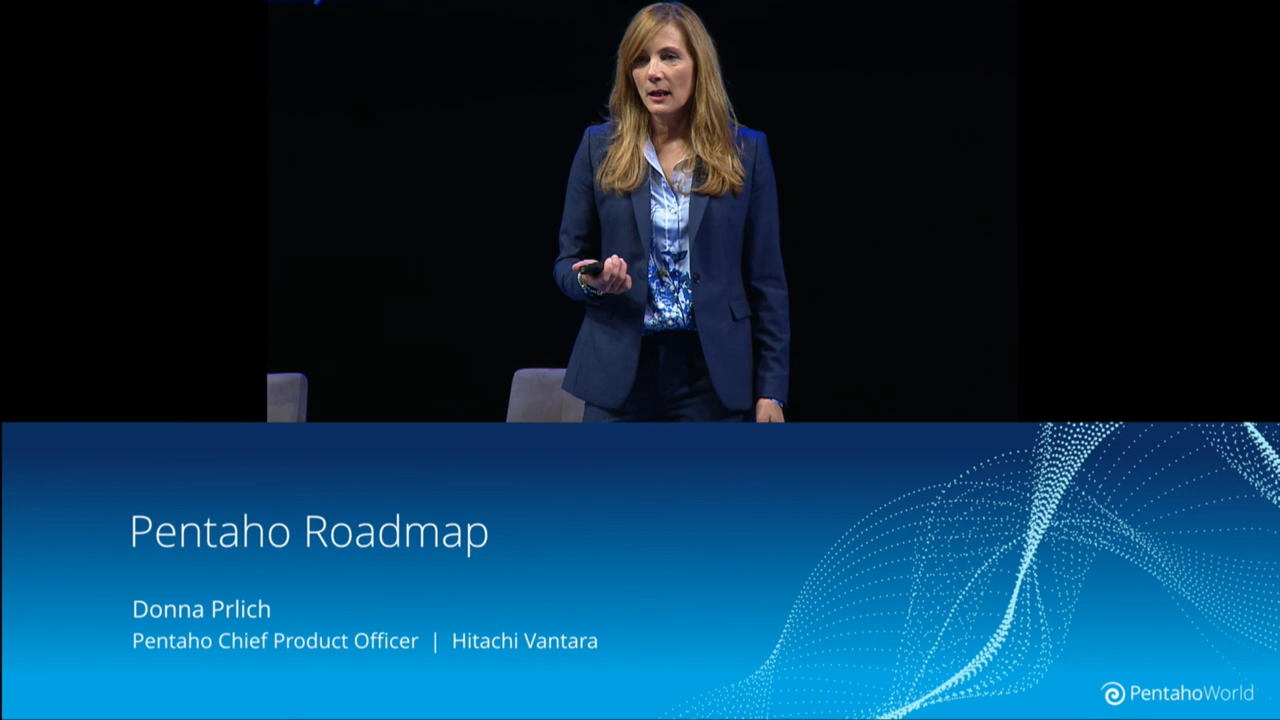 Pentaho Roadmap
Donna Prlich
Pentaho Chief Product Officer | Hitachi Vantara
PentahoWorld